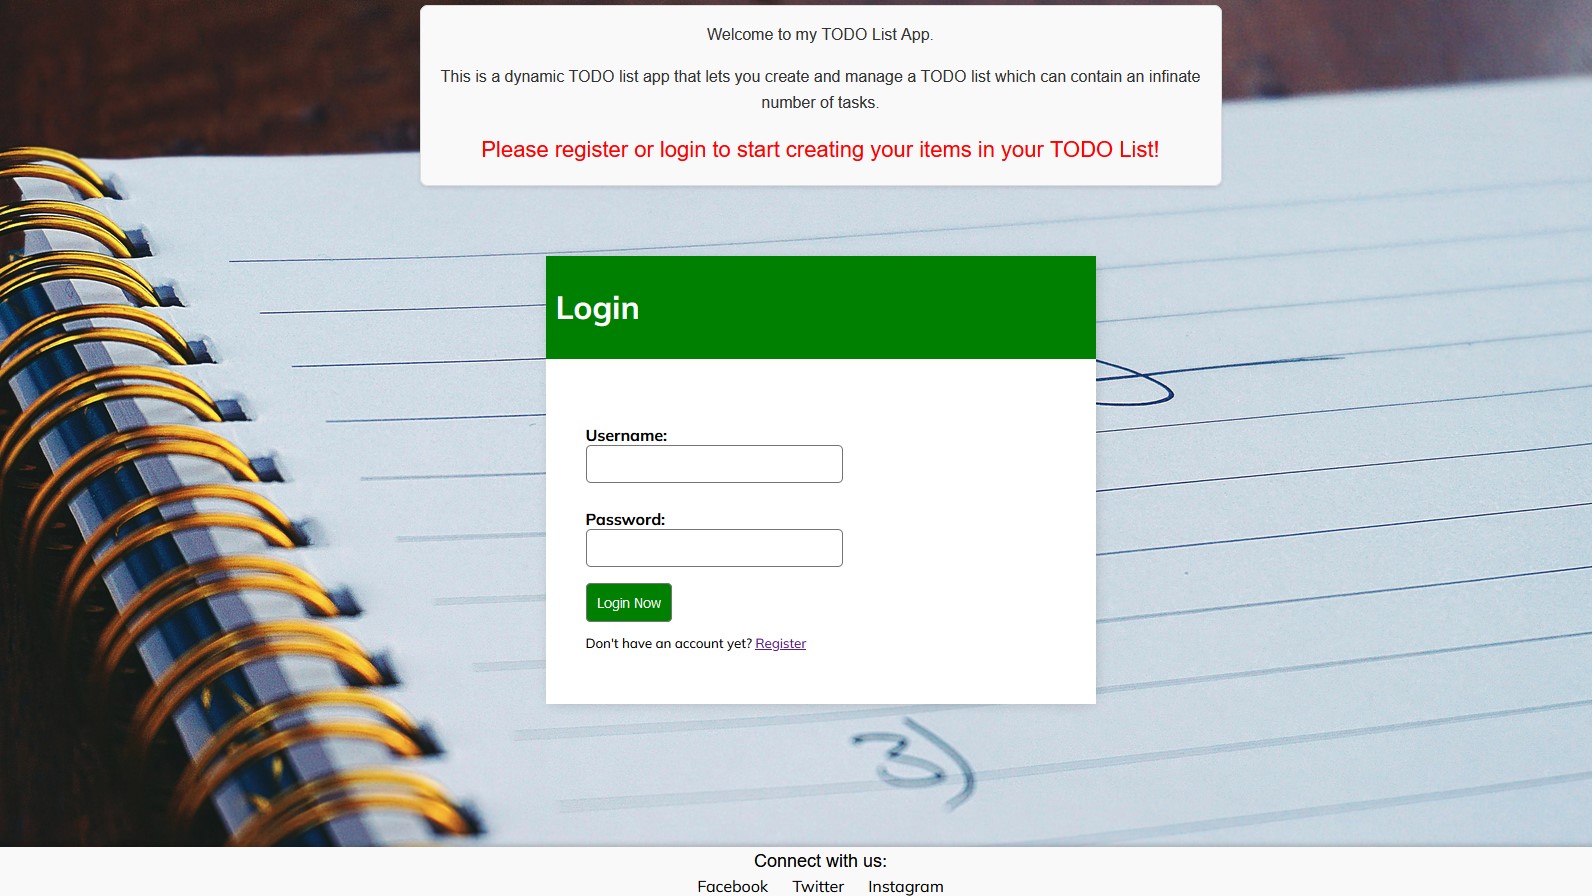 Welcome to my TODO List App.
This is a dynamic TODO list app that lets you create and manage a TODO list which can contain an infinate
number of tasks.
Please register or login to start creating your items in your TODO List!
Login
Username:
Password:
Login Now
Don't have an account yet? Register
3)
Connect with us:
Facebook Twitter Instagram